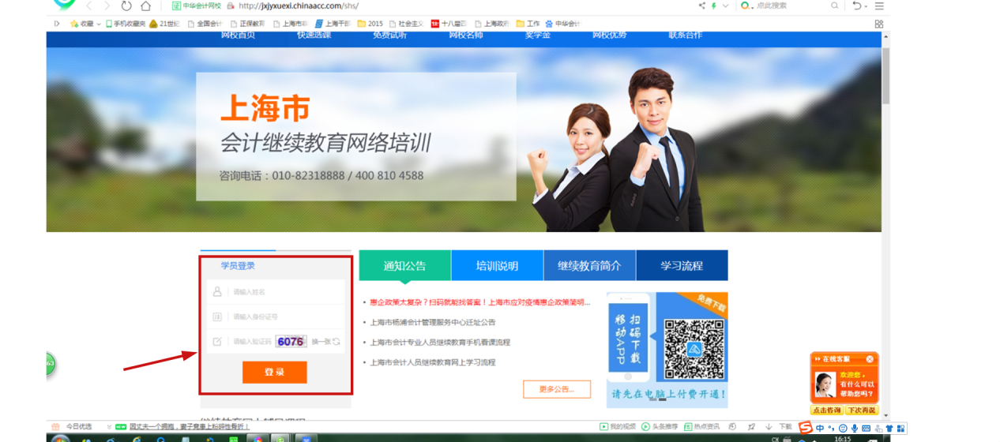 证 中华会计网校 http://jxjyxuexi.chinaacc.com/shs/ 点此搜索
收藏 手机收藏夹 21世纪 全国会计 正保教育 上海市 上海干部 2015 社会主义 十八届 上海政府 工作 中华会计
网校首页 快速选课 免费试听 网校名师 奖学金 网校优势 联系合作
上海市
会计继续教育网络培训
咨询电话：010-82318888 / 400 810 4588
学员登录
请输入姓名
请输入身份证号
请输入验证码 6076 换一张
登 录
通知公告 培训说明 继续教育简介 学习流程
惠企政策太复杂？扫码就能找答案！上海市应对疫情惠企政策简明...
上海市杨浦会计管理服务中心迁址公告
上海市会计专业人员继续教育手机看课流程
上海市会计人员继续教育网上学习流程
更多公告...
免费下载
扫码下载
移动APP
请先在电脑上付费开通！
在线客服
欢迎您，
有什么可以
帮助您吗？
点击咨询 下次再说
今日优选 因丈夫一个拥抱，妻子竟患上粉碎性骨折！ 我的视频 头条推荐 热点资讯 下载 中
CH 16:15